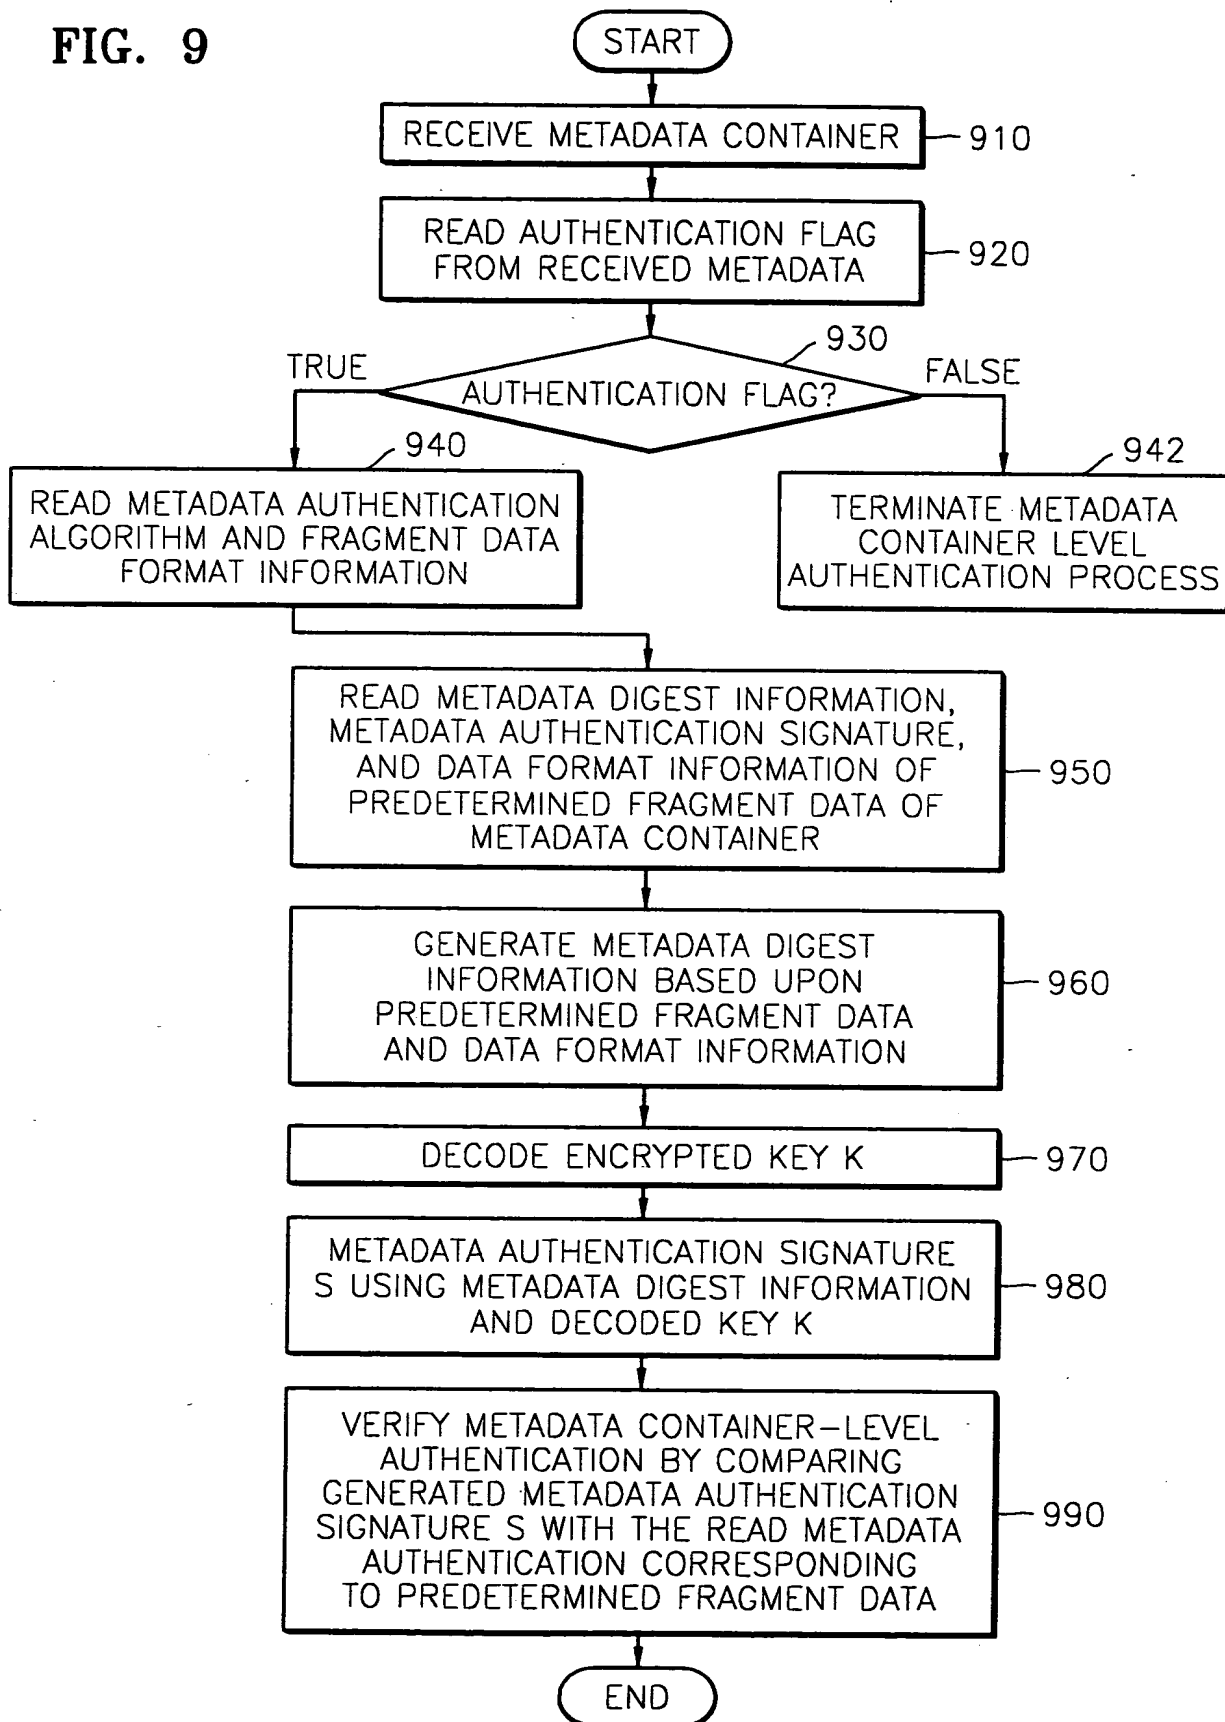 FIG. 9
START
RECEIVE METADATA CONTAINER
910
READ AUTHENTICATION FLAG
FROM RECEIVED METADATA
920
930
TRUE
AUTHENTICATION FLAG?
FALSE
940
942
READ METADATA AUTHENTICATION
ALGORITHM AND FRAGMENT DATA
FORMAT INFORMATION
TERMINATE METADATA
CONTAINER LEVEL
AUTHENTICATION PROCESS
READ METADATA DIGEST INFORMATION,
METADATA AUTHENTICATION SIGNATURE,
AND DATA FORMAT INFORMATION OF
PREDETERMINED FRAGMENT DATA OF
METADATA CONTAINER
950
GENERATE METADATA DIGEST
INFORMATION BASED UPON
PREDETERMINED FRAGMENT DATA
AND DATA FORMAT INFORMATION
960
DECODE ENCRYPTED KEY K
970
METADATA AUTHENTICATION SIGNATURE
S USING METADATA DIGEST INFORMATION
AND DECODED KEY K
980
VERIFY METADATA CONTAINER-LEVEL
AUTHENTICATION BY COMPARING
GENERATED METADATA AUTHENTICATION
SIGNATURE S WITH THE READ METADATA
AUTHENTICATION CORRESPONDING
TO PREDETERMINED FRAGMENT DATA
990
END